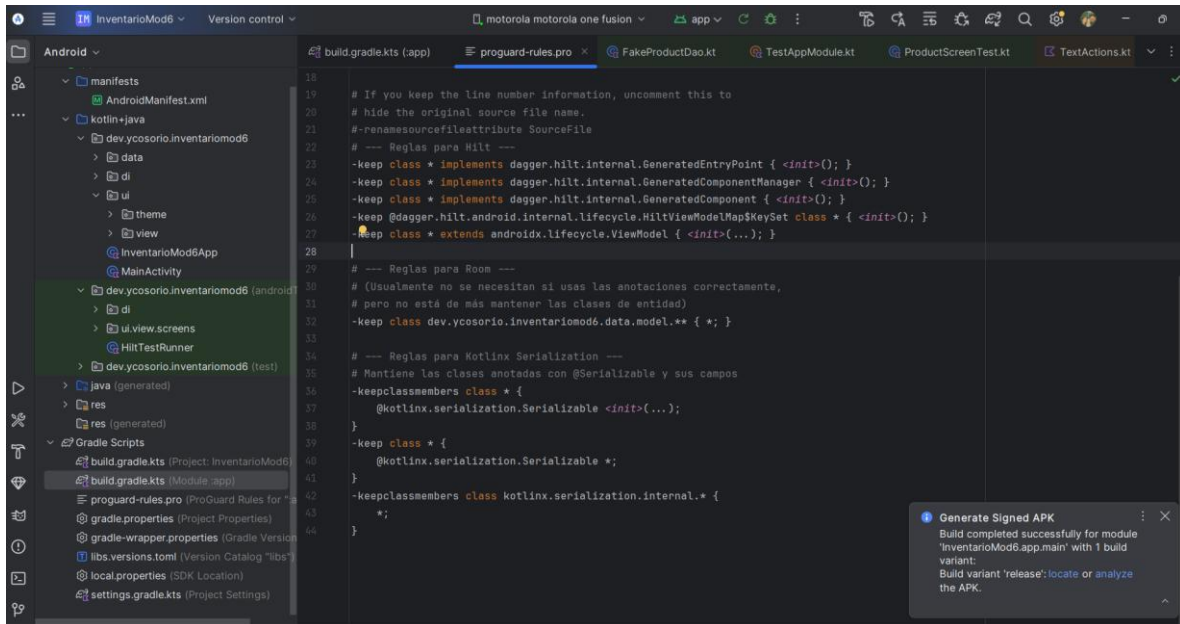 IM InventarioMod6 Version control motorola motorola one fusion app
Android
manifests
AndroidManifest.xml
kotlin+java
dev.ycosorio.inventariomod6
data
di
ui
theme
view
InventarioMod6App
MainActivity
dev.ycosorio.inventariomod6 (androidT
di
ui.view.screens
HiltTestRunner
dev.ycosorio.inventariomod6 (test)
java (generated)
res
res (generated)
Gradle Scripts
build.gradle.kts (Project: InventarioMod6)
build.gradle.kts (Module :app)
proguard-rules.pro (ProGuard Rules for ":a
gradle.properties (Project Properties)
gradle-wrapper.properties (Gradle Version
libs.versions.toml (Version Catalog "libs")
local.properties (SDK Location)
settings.gradle.kts (Project Settings)
build.gradle.kts (:app) proguard-rules.pro FakeProductDao.kt TestAppModule.kt ProductScreenTest.kt TextActions.kt
18
19 # If you keep the line number information, uncomment this to
20 # hide the original source file name.
21 #-renamesourcefileattribute SourceFile
22 # --- Reglas para Hilt ---
23 -keep class * implements dagger.hilt.internal.GeneratedEntryPoint { <init>(); }
24 -keep class * implements dagger.hilt.internal.GeneratedComponentManager { <init>(); }
25 -keep class * implements dagger.hilt.internal.GeneratedComponent { <init>(); }
26 -keep @dagger.hilt.android.internal.lifecycle.HiltViewModelMap$KeySet class * { <init>(); }
27 -keep class * extends androidx.lifecycle.ViewModel { <init>(...); }
28
29 # --- Reglas para Room ---
30 # (Usualmente no se necesitan si usas las anotaciones correctamente,
31 # pero no está de más mantener las clases de entidad)
32 -keep class dev.ycosorio.inventariomod6.data.model.** { *; }
33
34 # --- Reglas para Kotlinx Serialization ---
35 # Mantiene las clases anotadas con @Serializable y sus campos
36 -keepclassmembers class * {
37 @kotlinx.serialization.Serializable <init>(...);
38 }
39 -keep class * {
40 @kotlinx.serialization.Serializable *;
41 }
42 -keepclassmembers class kotlinx.serialization.internal.* {
43 *;
44 }
Generate Signed APK
Build completed successfully for module
'InventarioMod6.app.main' with 1 build
variant:
Build variant 'release': locate or analyze
the APK.